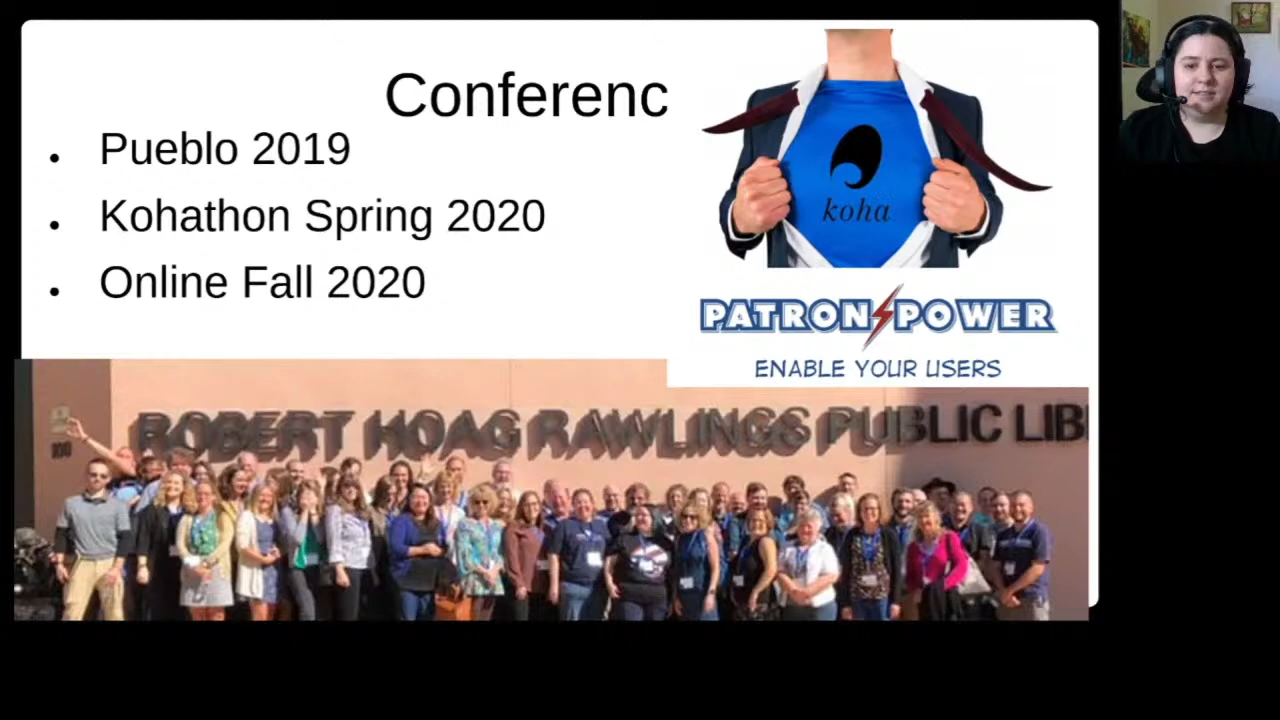 Conferenc
Pueblo 2019
Kohathon Spring 2020
Online Fall 2020
koha
PATRON POWER
ENABLE YOUR USERS
ROBERT HOAG RAWLINGS PUBLIC LIB
100